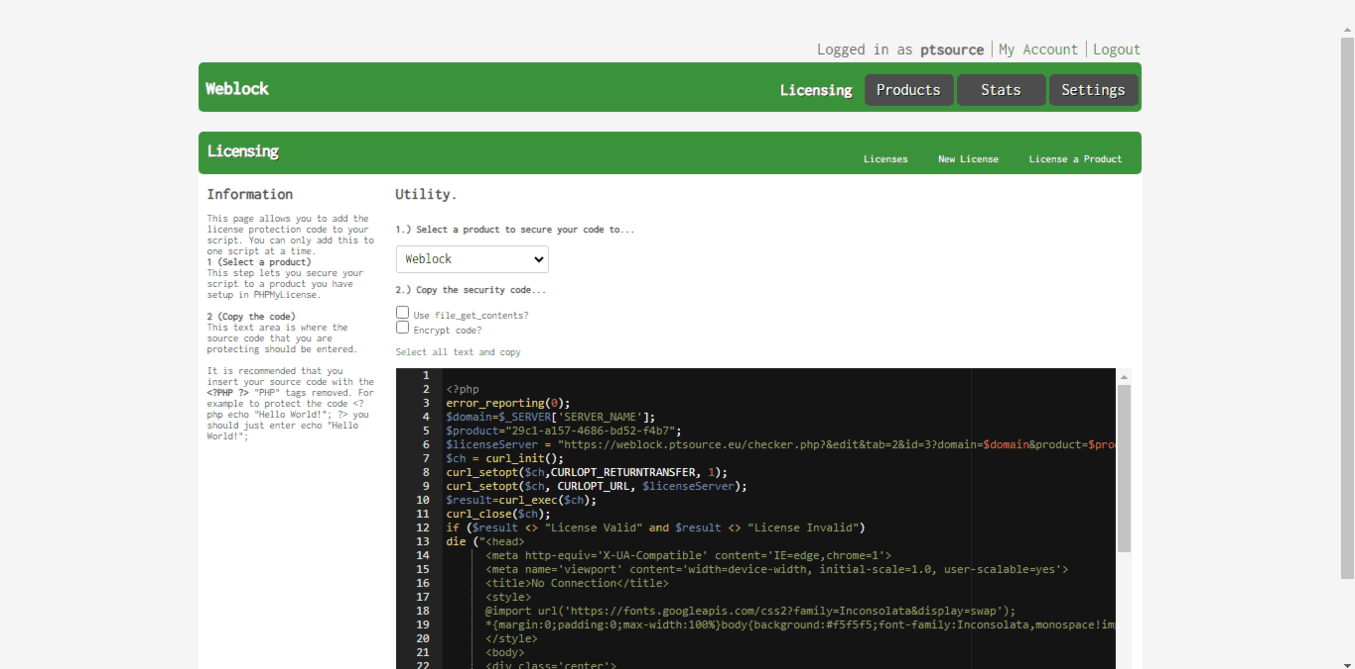 Logged in as ptsource | My Account | Logout
Weblock
Licensing Products Stats Settings
Licensing
Licenses New License License a Product
Information
This page allows you to add the
license protection code to your
script. You can only add this to
one script at a time.
1 (Select a product)
This step lets you secure your
script to a product you have
setup in PHPMyLicense.
2 (Copy the code)
This text area is where the
source code that you are
protecting should be entered.
It is recommended that you
insert your source code with the
<?PHP ?> "PHP" tags removed. For
example to protect the code <?
php echo "Hello World!"; ?> you
should just enter echo "Hello
World!";
Utility.
1.) Select a product to secure your code to...
Weblock
2.) Copy the security code...
Use file_get_contents?
Encrypt code?
Select all text and copy
1
2 <?php
3 error_reporting(0);
4 $domain=$_SERVER['SERVER_NAME'];
5 $product="29c1-a157-4686-bd52-f4b7";
6 $licenseServer = "https://weblock.ptsource.eu/checker.php?&edit&tab=2&id=3?domain=$domain&product=$pro
7 $ch = curl_init();
8 curl_setopt($ch,CURLOPT_RETURNTRANSFER, 1);
9 curl_setopt($ch, CURLOPT_URL, $licenseServer);
10 $result=curl_exec($ch);
11 curl_close($ch);
12 if ($result <> "License Valid" and $result <> "License Invalid")
13 die ("<head>
14 <meta http-equiv='X-UA-Compatible' content='IE=edge,chrome=1'>
15 <meta name='viewport' content='width=device-width, initial-scale=1.0, user-scalable=yes'>
16 <title>No Connection</title>
17 <style>
18 @import url('https://fonts.googleapis.com/css2?family=Inconsolata&display=swap');
19 *{margin:0;padding:0;max-width:100%}body{background:#f5f5f5;font-family:Inconsolata,monospace!im
20 </style>
21 <body>
22 <div class='center'>